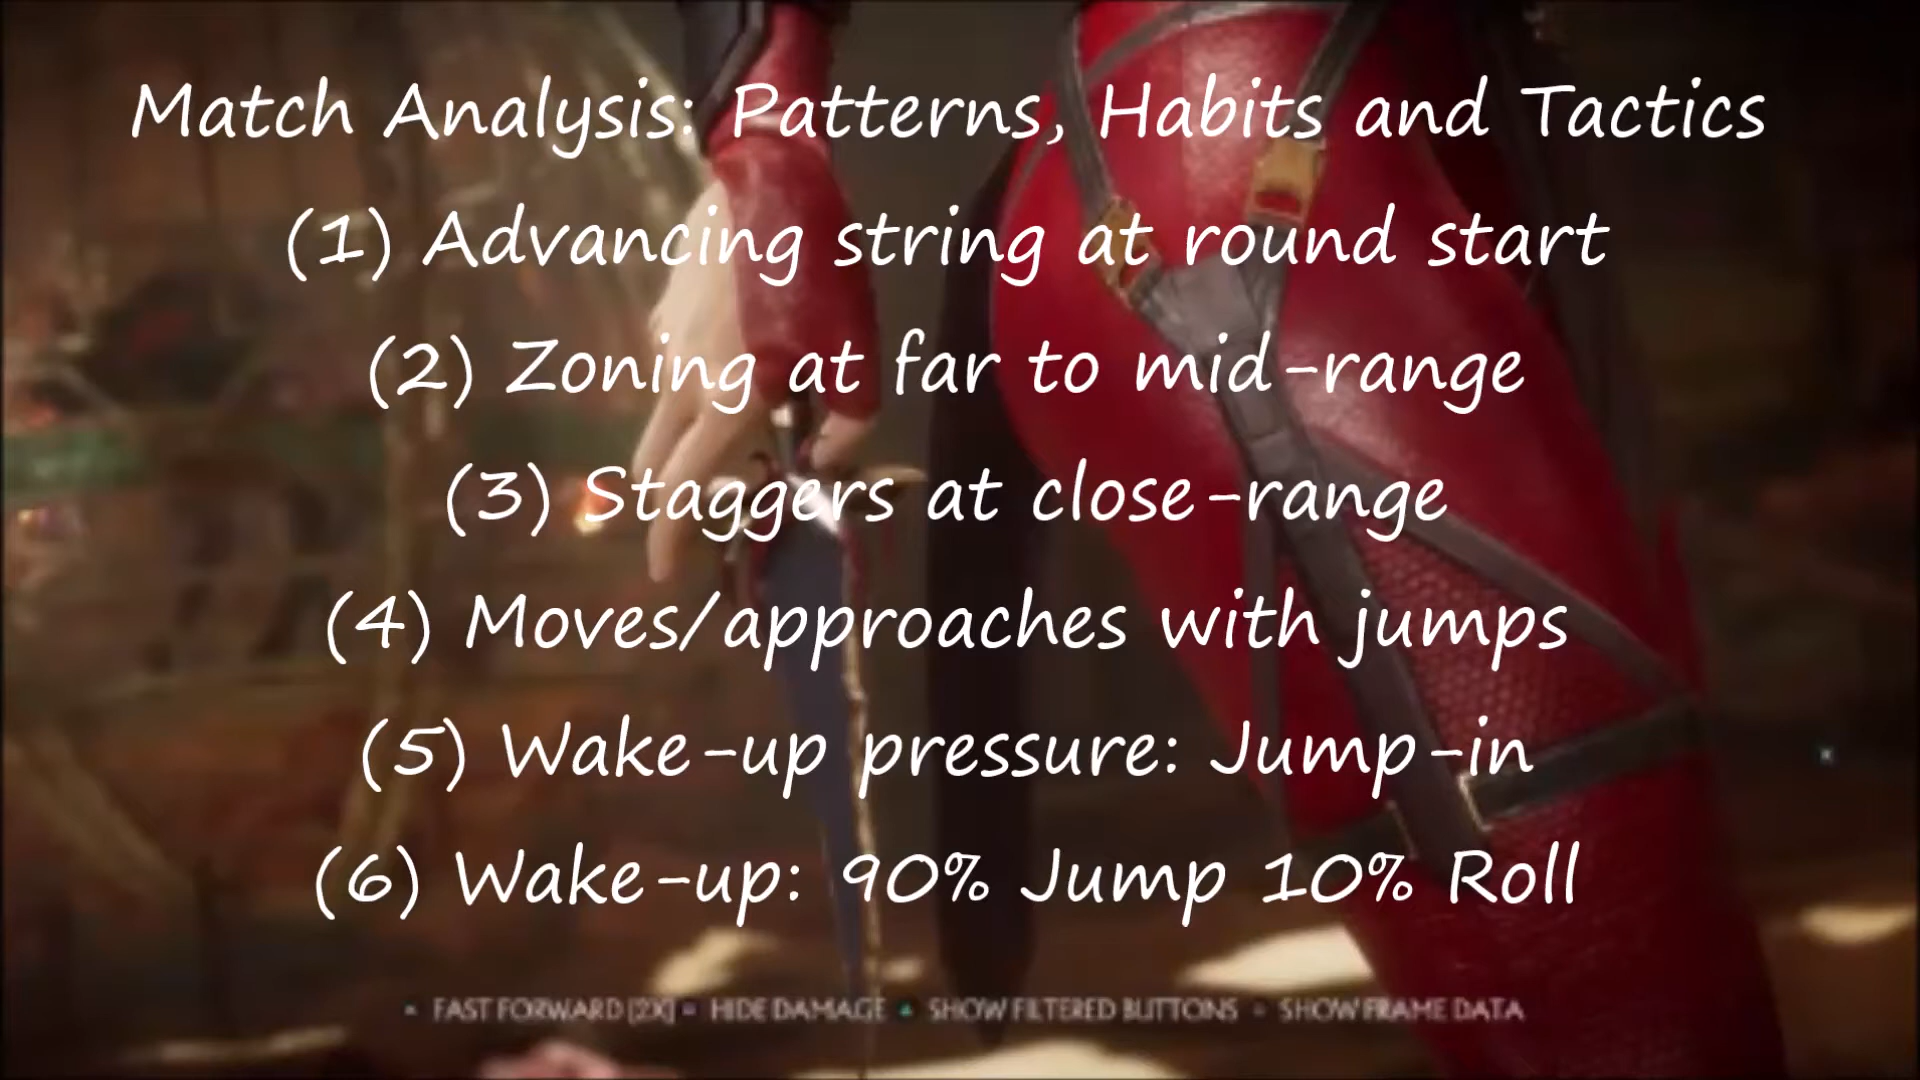 Match Analysis: Patterns, Habits and Tactics
(1) Advancing string at round start
(2) Zoning at far to mid-range
(3) Staggers at close-range
(4) Moves/approaches with jumps
(5) Wake-up pressure: Jump-in
(6) Wake-up: 90% Jump 10% Roll
FAST FORWARD [2X] HIDE DAMAGE SHOW FILTERED BUTTONS SHOW FRAME DATA